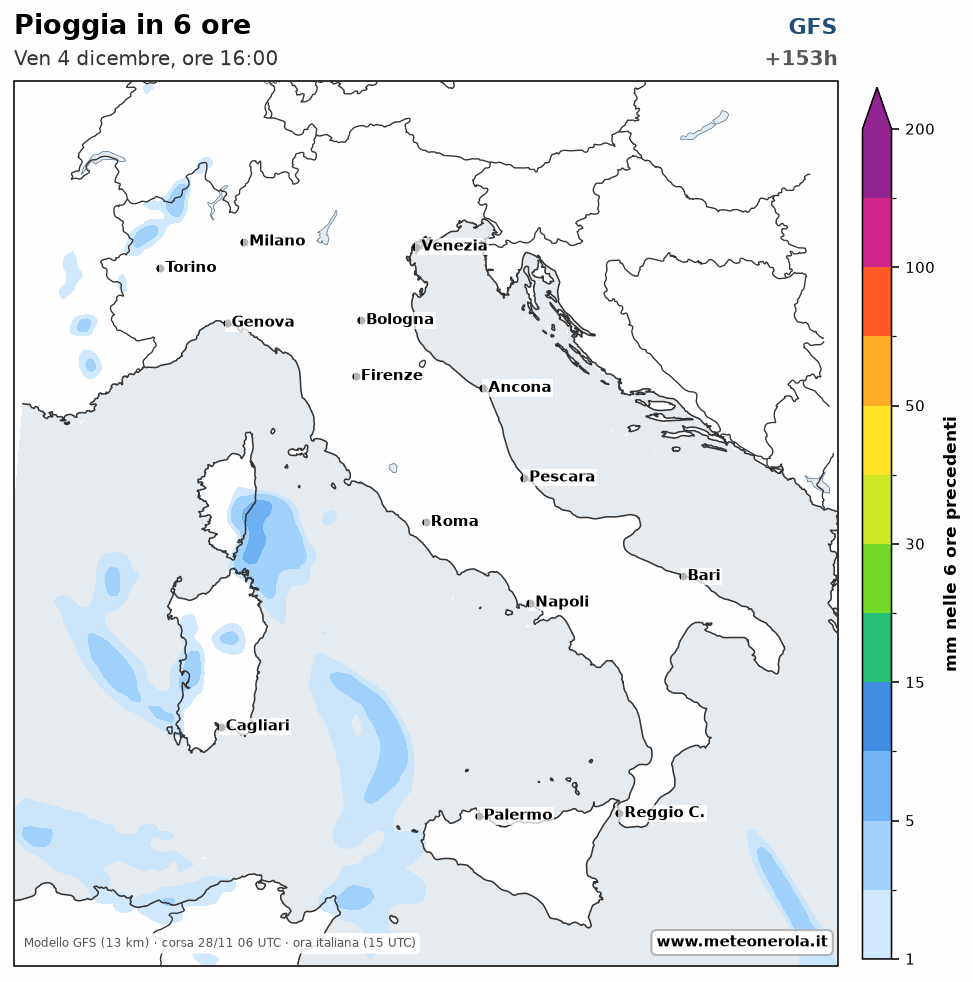 Pioggia in 6 ore
GFS
Ven 4 dicembre, ore 16:00
+153h
Milano
Venezia
Torino
Genova
Bologna
Firenze
Ancona
Pescara
Roma
Bari
Napoli
Cagliari
Palermo
Reggio C.
200
100
50
30
15
5
1
mm nelle 6 ore precedenti
Modello GFS (13 km) · corsa 28/11 06 UTC · ora italiana (15 UTC)
www.meteonerola.it